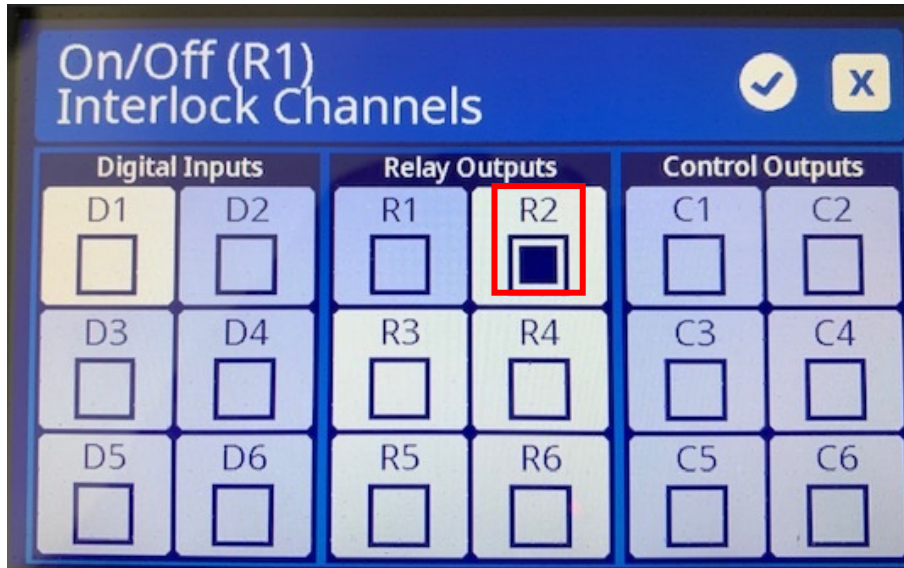 On/Off (R1)
Interlock Channels
X
Digital Inputs
Relay Outputs
Control Outputs
D1 D2 R1 R2 C1 C2
D3 D4 R3 R4 C3 C4
D5 D6 R5 R6 C5 C6